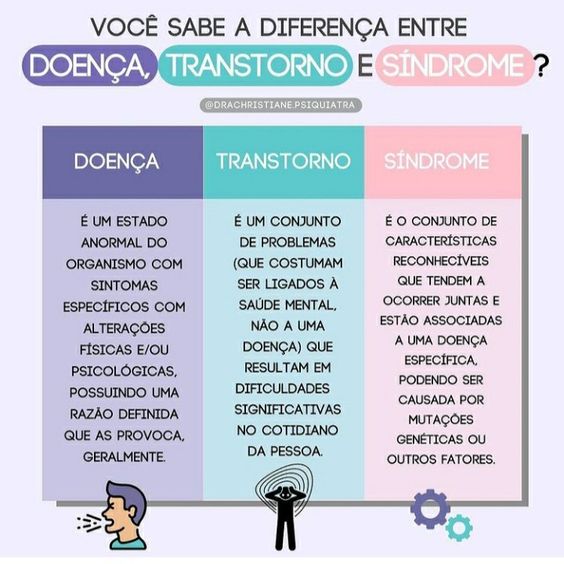 VOCÊ SABE A DIFERENÇA ENTRE
DOENÇA, TRANSTORNO E SÍNDROME ?
@DRACHRISTIANE.PSIQUIATRA
DOENÇA
É UM ESTADO
ANORMAL DO
ORGANISMO COM
SINTOMAS
ESPECÍFICOS COM
ALTERAÇÕES
FÍSICAS E/OU
PSICOLÓGICAS,
POSSUINDO UMA
RAZÃO DEFINIDA
QUE AS PROVOCA,
GERALMENTE.
TRANSTORNO
É UM CONJUNTO
DE PROBLEMAS
(QUE COSTUMAM
SER LIGADOS À
SAÚDE MENTAL,
NÃO A UMA
DOENÇA) QUE
RESULTAM EM
DIFICULDADES
SIGNIFICATIVAS
NO COTIDIANO
DA PESSOA.
SÍNDROME
É O CONJUNTO DE
CARACTERÍSTICAS
RECONHECÍVEIS
QUE TENDEM A
OCORRER JUNTAS E
ESTÃO ASSOCIADAS
A UMA DOENÇA
ESPECÍFICA,
PODENDO SER
CAUSADA POR
MUTAÇÕES
GENÉTICAS OU
OUTROS FATORES.